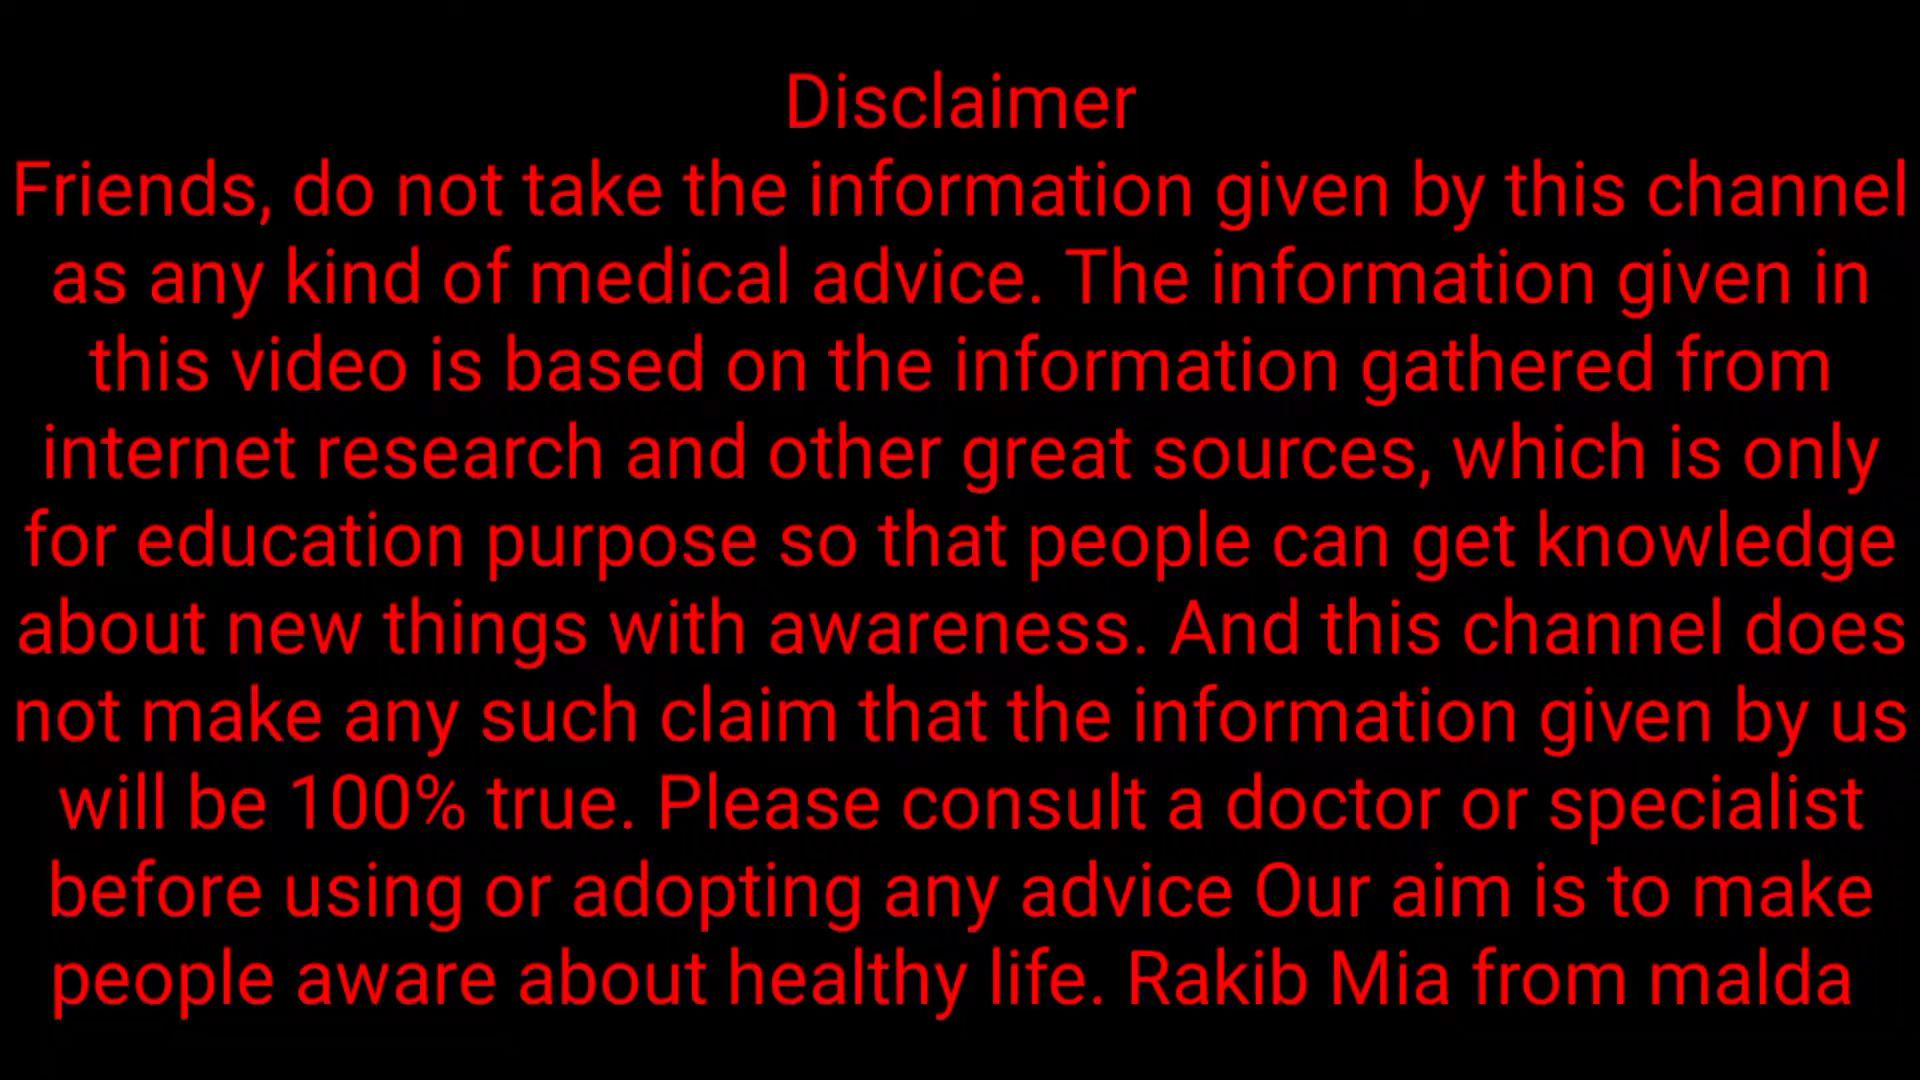 Disclaimer
Friends, do not take the information given by this channel
as any kind of medical advice. The information given in
this video is based on the information gathered from
internet research and other great sources, which is only
for education purpose so that people can get knowledge
about new things with awareness. And this channel does
not make any such claim that the information given by us
will be 100% true. Please consult a doctor or specialist
before using or adopting any advice Our aim is to make
people aware about healthy life. Rakib Mia from malda